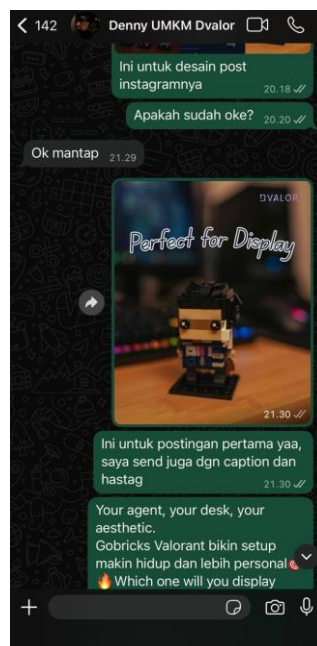 142 Denny UMKM Dvalor
Ini untuk desain post
instagramnya
20.18
Apakah sudah oke? 20.20
Ok mantap 21.29
DVALOR
Perfect for Display
21.30
Ini untuk postingan pertama yaa,
saya send juga dgn caption dan
hastag
21.30
Your agent, your desk, your
aesthetic.
Gobricks Valorant bikin setup
makin hidup dan lebih personal
🔥 Which one will you display